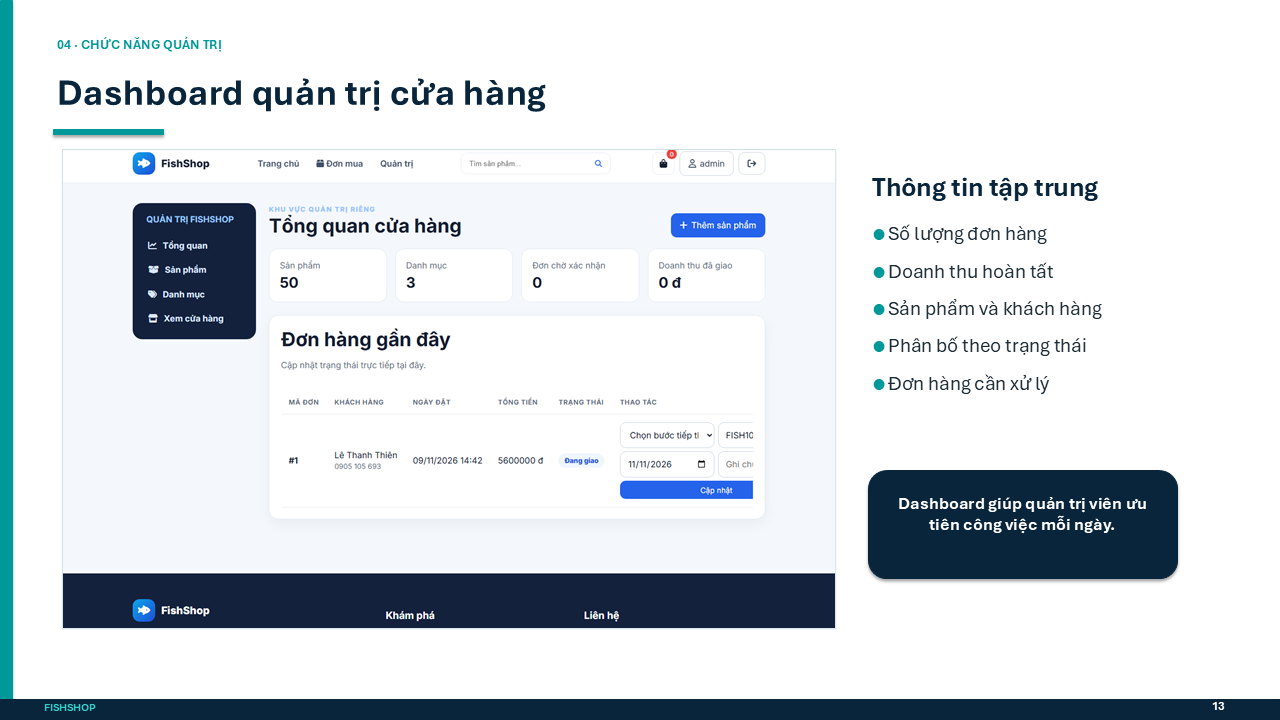 04 · CHỨC NĂNG QUẢN TRỊ
Dashboard quản trị cửa hàng
FishShop
Trang chủ
Đơn mua
Quản trị
Tìm sản phẩm...
0
admin
QUẢN TRỊ FISHSHOP
Tổng quan
Sản phẩm
Danh mục
Xem cửa hàng
KHU VỰC QUẢN TRỊ RIÊNG
Tổng quan cửa hàng
+ Thêm sản phẩm
Sản phẩm
50
Danh mục
3
Đơn chờ xác nhận
0
Doanh thu đã giao
0 đ
Đơn hàng gần đây
Cập nhật trạng thái trực tiếp tại đây.
MÃ ĐƠN KHÁCH HÀNG NGÀY ĐẶT TỔNG TIỀN TRẠNG THÁI THAO TÁC
#1
Lê Thanh Thiên
0905 105 693
09/11/2026 14:42
5600000 đ
Đang giao
Chọn bước tiếp tl
FISH10
11/11/2026
Ghi chú
Cập nhật
FishShop
Khám phá
Liên hệ
Thông tin tập trung
Số lượng đơn hàng
Doanh thu hoàn tất
Sản phẩm và khách hàng
Phân bố theo trạng thái
Đơn hàng cần xử lý
Dashboard giúp quản trị viên ưu
tiên công việc mỗi ngày.
FISHSHOP
13